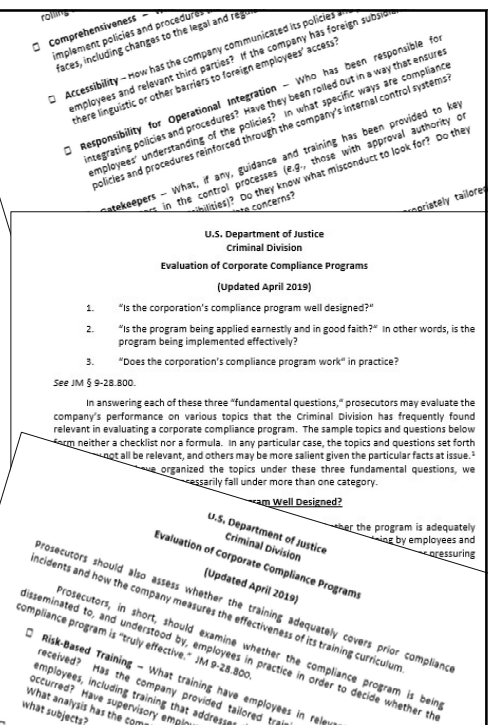 rolling
☐ Comprehensiveness –
implement policies and procedures
faces, including changes to the legal and
☐ Accessibility – How has the company communicated its policies and
employees and relevant third parties? If the company has foreign
there linguistic or other barriers to foreign employees' access?
☐ Responsibility for Operational Integration – Who has been responsible for
integrating policies and procedures? Have they been rolled out in a way that ensures
employees' understanding of the policies? In what specific ways are compliance
policies and procedures reinforced through the company's internal control systems?
– What, if any, guidance and training has been provided to key
in the control processes (e.g., those with approval authority or
Do they know what misconduct to look for? Do they
concerns?
tailored
U.S. Department of Justice
Criminal Division
Evaluation of Corporate Compliance Programs
(Updated April 2019)
1. "Is the corporation's compliance program well designed?"
2. "Is the program being applied earnestly and in good faith?" In other words, is the
program being implemented effectively?
3. "Does the corporation's compliance program work" in practice?
See JM § 9-28.800.
In answering each of these three "fundamental questions," prosecutors may evaluate the
company's performance on various topics that the Criminal Division has frequently found
relevant in evaluating a corporate compliance program. The sample topics and questions below
form neither a checklist nor a formula. In any particular case, the topics and questions set forth
not all be relevant, and others may be more salient given the particular facts at issue.¹
organized the topics under these three fundamental questions, we
fall under more than one category.
Well Designed?
the program is adequately
by employees and
pressuring
U.S. Department of Justice
Criminal Division
Evaluation of Corporate Compliance Programs
(Updated April 2019)
Prosecutors should also assess whether the training adequately covers prior compliance
incidents and how the company measures the effectiveness of its training curriculum.
Prosecutors, in short, should examine whether the compliance program is being
disseminated to, and understood by, employees in practice in order to decide whether the
compliance program is "truly effective." JM 9-28.800.
☐ Risk-Based Training – What training have employees in
received? Has the company provided tailored
employees, including training that addresses
occurred? Have supervisory
What analysis has the
what subjects?